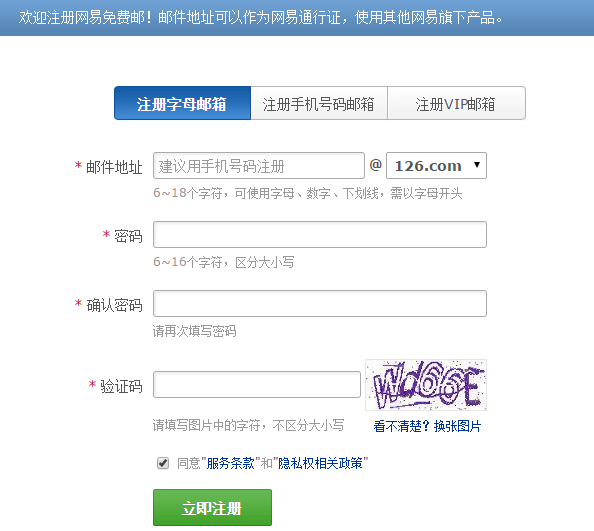 欢迎注册网易免费邮！邮件地址可以作为网易通行证，使用其他网易旗下产品。
注册字母邮箱 注册手机号码邮箱 注册VIP邮箱
* 邮件地址 建议用手机号码注册 @ 126.com
6~18个字符，可使用字母、数字、下划线，需以字母开头
* 密码
6~16个字符，区分大小写
* 确认密码
请再次填写密码
* 验证码
请填写图片中的字符，不区分大小写 看不清楚？换张图片
同意"服务条款"和"隐私权相关政策"
立即注册